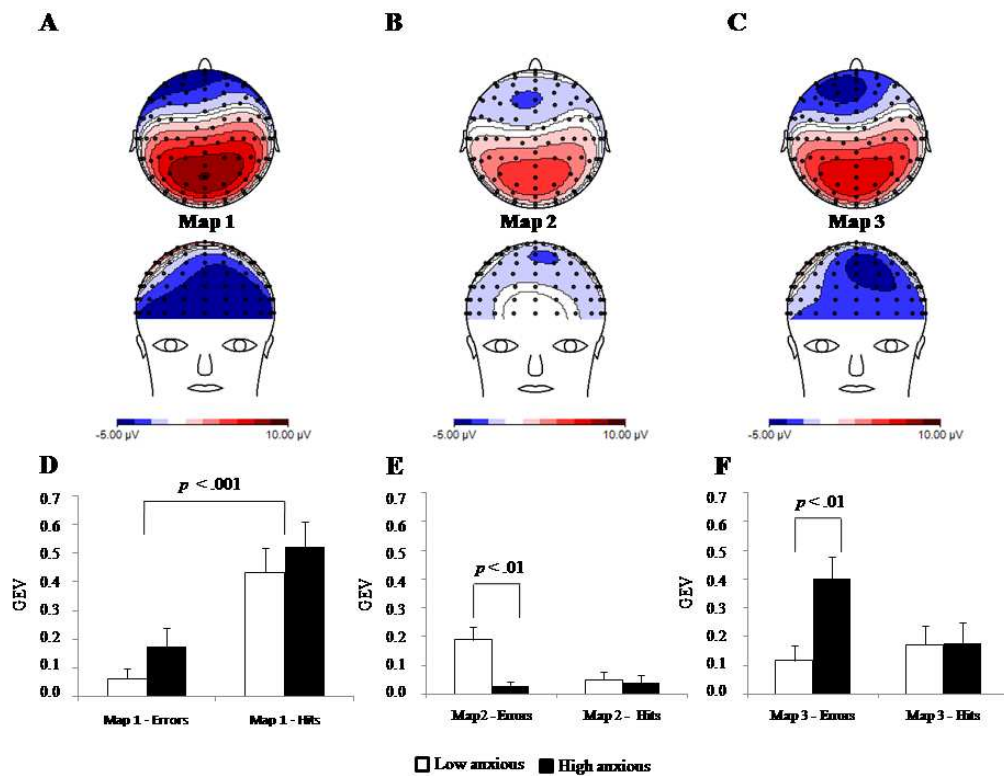 A B C
Map 1 Map 2 Map 3
-5.00 μV 10.00 μV -5.00 μV 10.00 μV -5.00 μV 10.00 μV
D E F
p < .001
p < .01
p < .01
GEV
0.7
0.6
0.5
0.4
0.3
0.2
0.1
0.0
Map 1 - Errors Map 1 - Hits
GEV
0.7
0.6
0.5
0.4
0.3
0.2
0.1
0.0
Map 2 - Errors Map 2 - Hits
GEV
0.7
0.6
0.5
0.4
0.3
0.2
0.1
0.0
Map 3 - Errors Map 3 - Hits
Low anxious High anxious